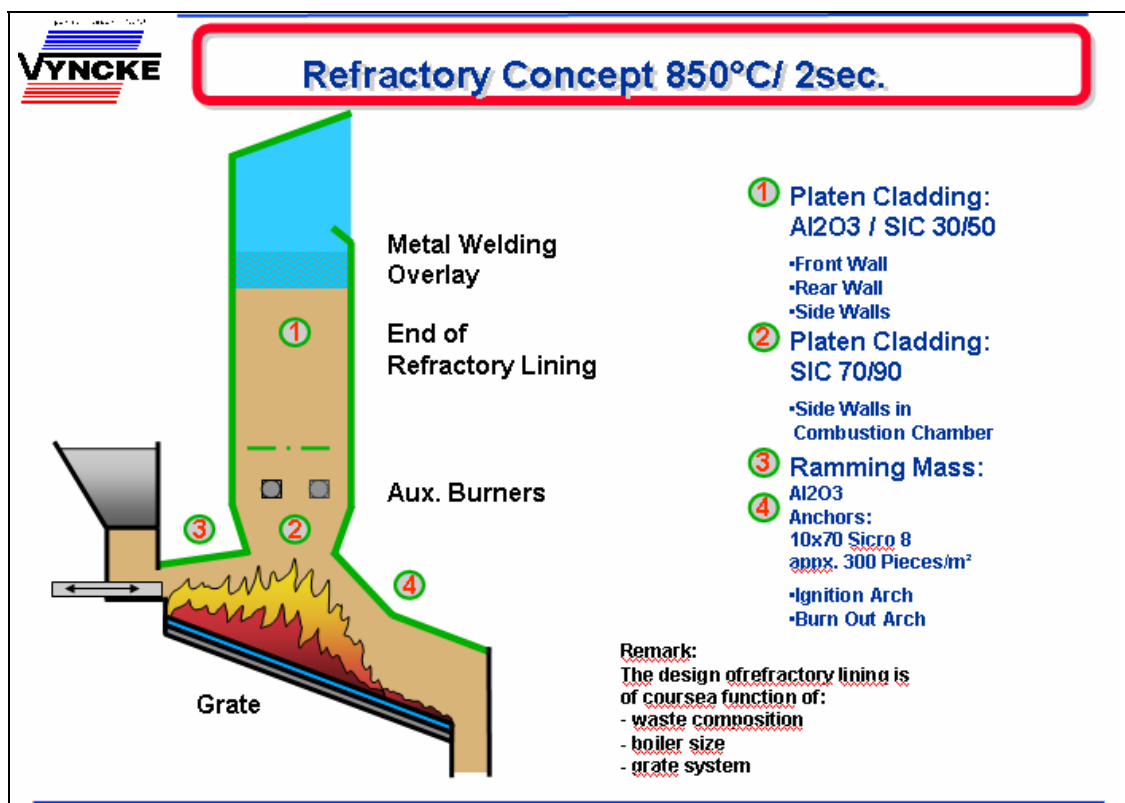 VYNCKE
Refractory Concept 850°C/ 2sec.
Metal Welding
Overlay
1
End of
Refractory Lining
Aux. Burners
3
2
4
Grate
1 Platen Cladding:
Al2O3 / SIC 30/50
•Front Wall
•Rear Wall
•Side Walls
2 Platen Cladding:
SIC 70/90
•Side Walls in
Combustion Chamber
3 Ramming Mass:
Al2O3
4 Anchors:
10x70 Sicro 8
appx. 300 Pieces/m²
•Ignition Arch
•Burn Out Arch
Remark:
The design ofrefractory lining is
of coursea function of:
- waste composition
- boiler size
- grate system